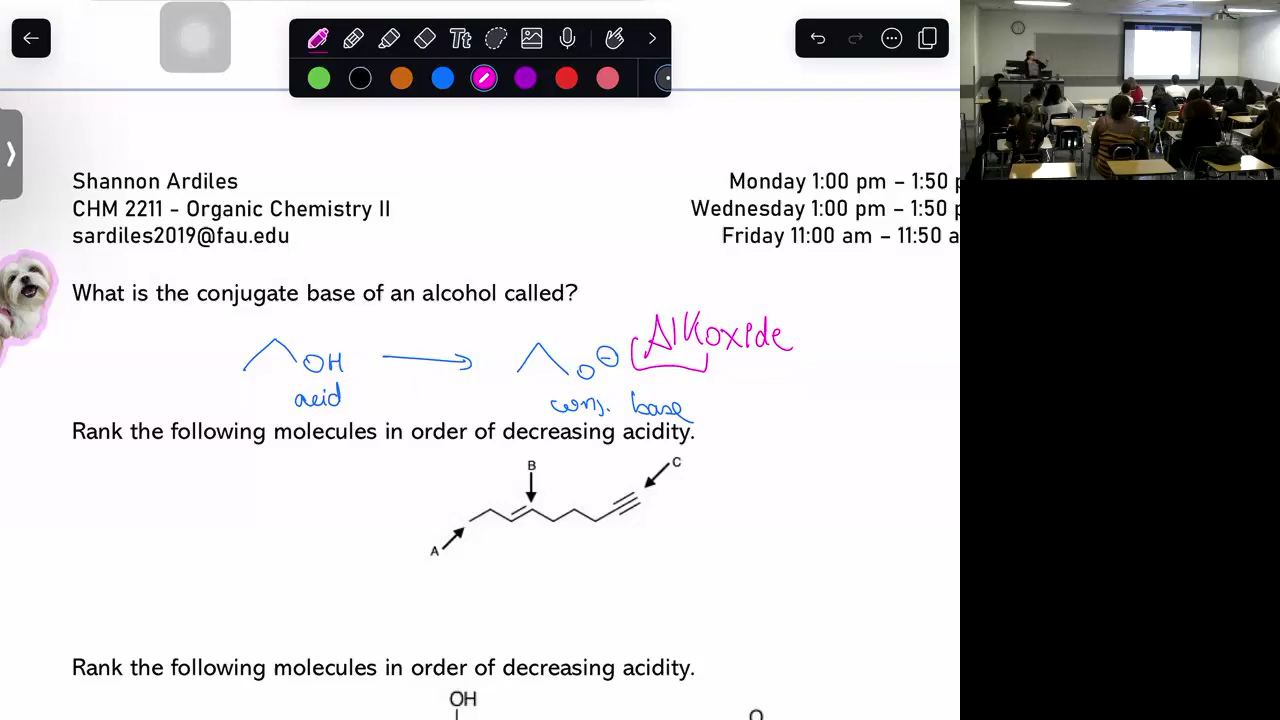 Tt
Shannon Ardiles
CHM 2211 - Organic Chemistry II
sardiles2019@fau.edu
Monday 1:00 pm – 1:50 p
Wednesday 1:00 pm – 1:50 p
Friday 11:00 am – 11:50 a
What is the conjugate base of an alcohol called?
OH
O ⊖
Alkoxide
acid
conj. base
Rank the following molecules in order of decreasing acidity.
B
C
A
Rank the following molecules in order of decreasing acidity.
OH
O